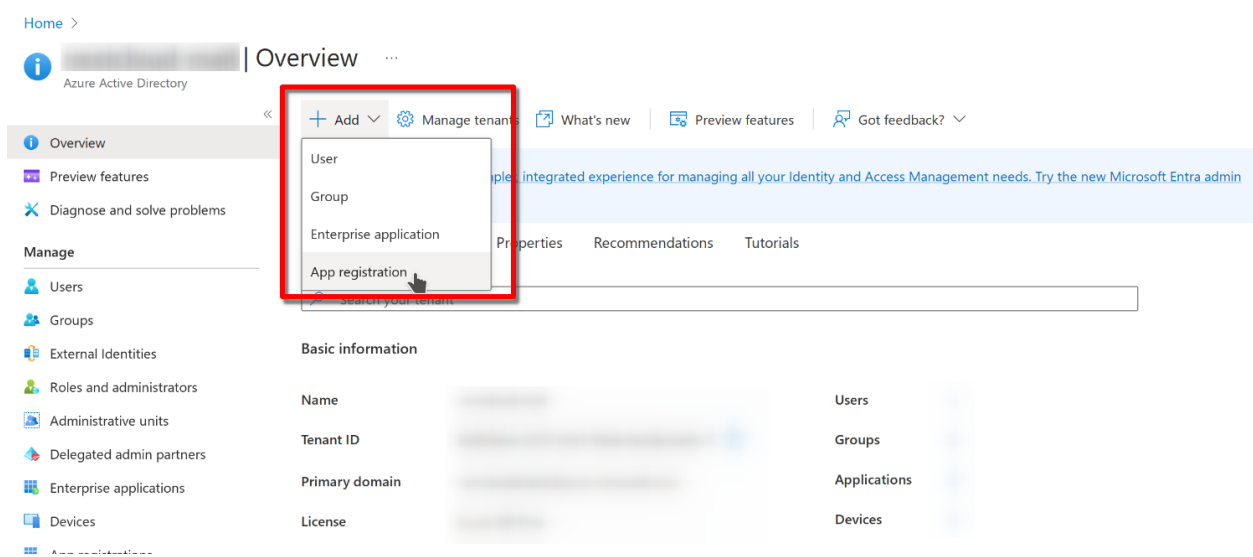 Home >
| Overview ...
Azure Active Directory
«
Overview
Preview features
Diagnose and solve problems
Manage
Users
Groups
External Identities
Roles and administrators
Administrative units
Delegated admin partners
Enterprise applications
Devices
App registrations
+ Add
Manage tenants
What's new
Preview features
Got feedback?
User
Group
Enterprise application
App registration
integrated experience for managing all your Identity and Access Management needs. Try the new Microsoft Entra admin
Properties
Recommendations
Tutorials
Search your tenant
Basic information
Name
Users
Tenant ID
Groups
Primary domain
Applications
License
Devices